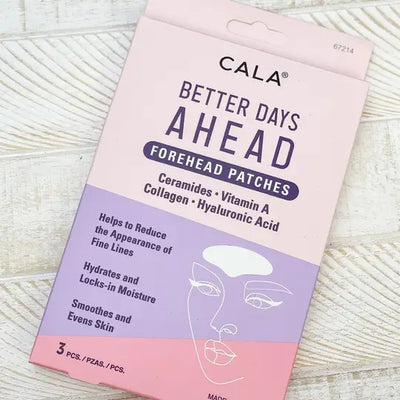 67214
CALA®
BETTER DAYS
AHEAD
FOREHEAD PATCHES
Ceramides • Vitamin A
Collagen • Hyaluronic Acid
Helps to Reduce
the Appearance of
Fine Lines
Hydrates and
Locks-in Moisture
Smoothes and
Evens Skin
3 PCS. / PZAS. / PCS.
MADE